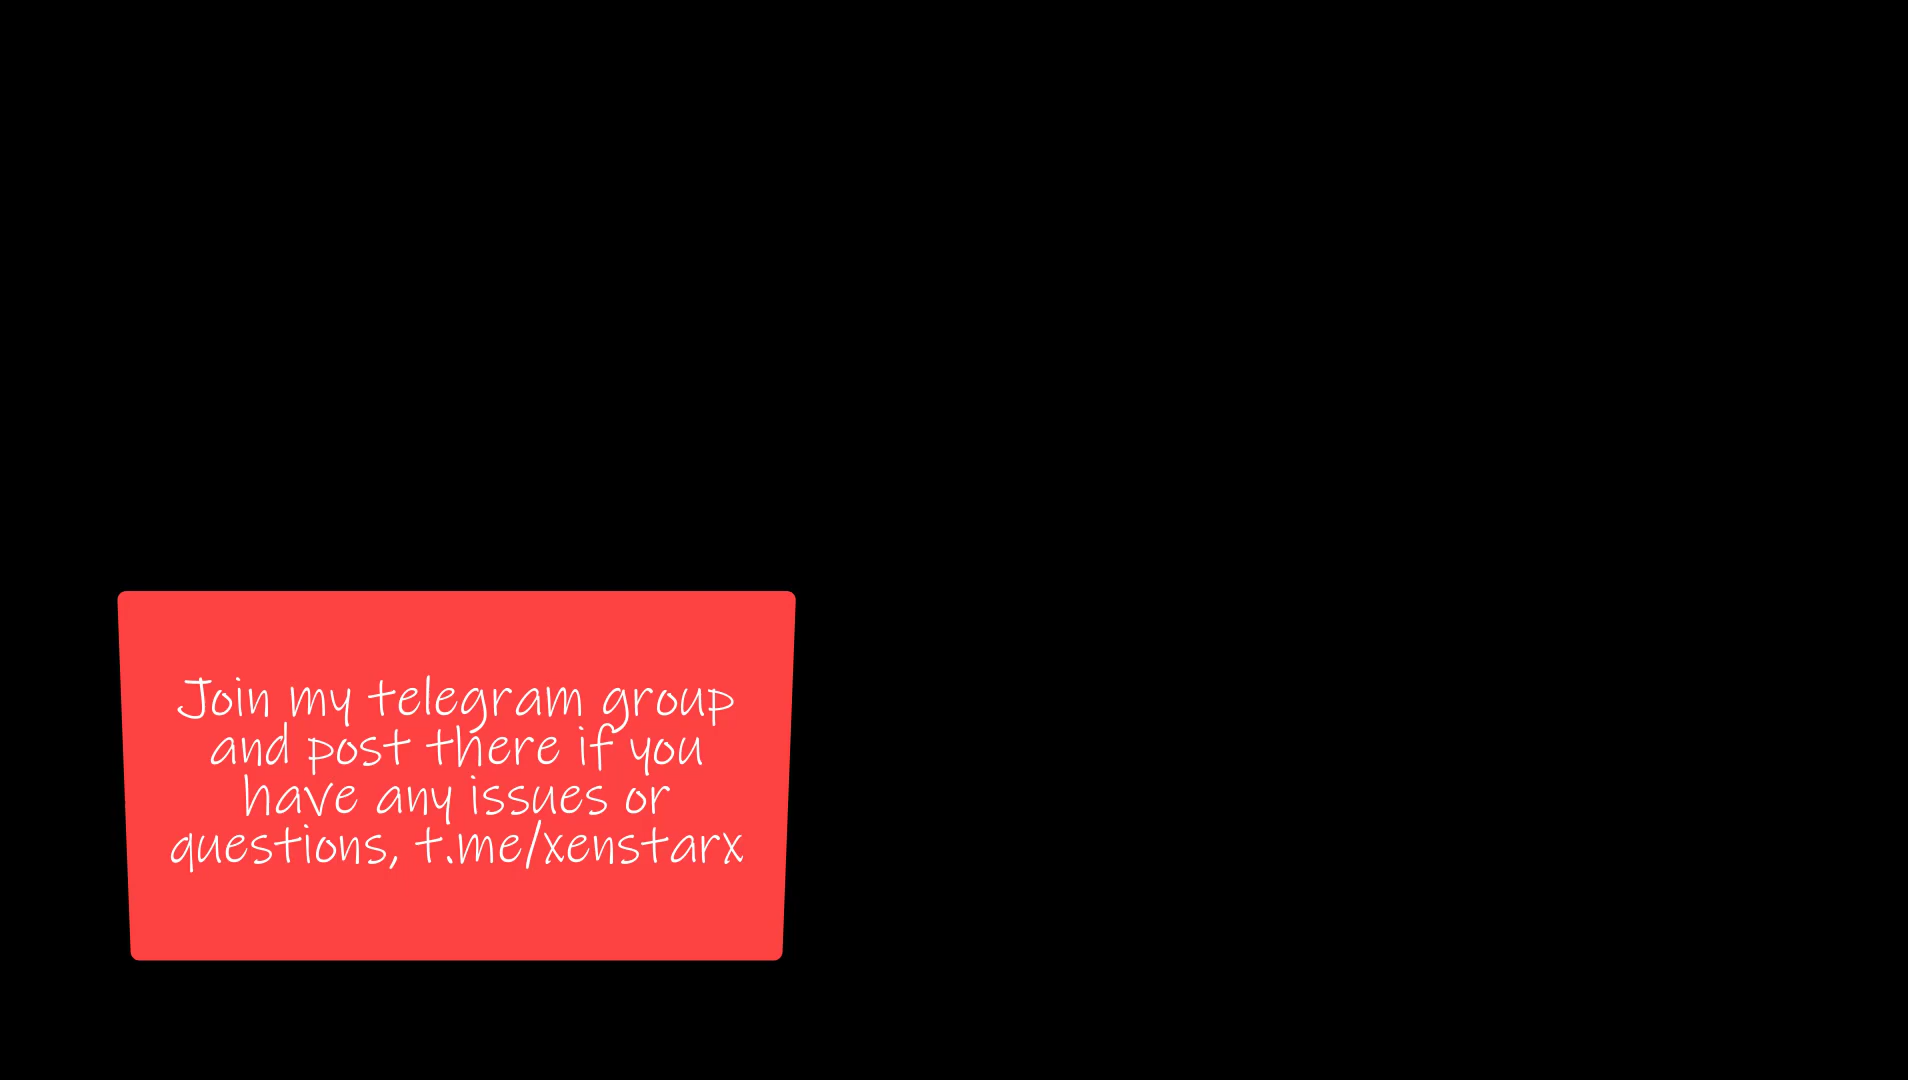 Join my telegram group
and post there if you
have any issues or
questions, t.me/xenstarx